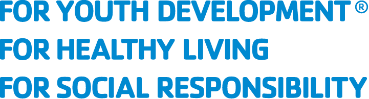 FOR YOUTH DEVELOPMENT®
FOR HEALTHY LIVING
FOR SOCIAL RESPONSIBILITY